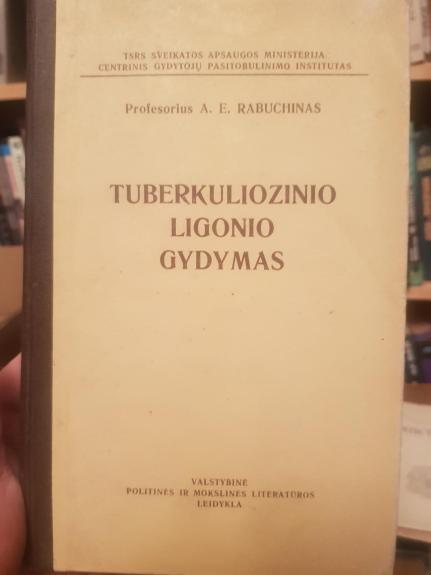 TSRS SVEIKATOS APSAUGOS MINISTERIJA
CENTRINIS GYDYTOJŲ PASITOBULINIMO INSTITUTAS
Profesorius A. E. RABUCHINAS
TUBERKULIOZINIO
LIGONIO
GYDYMAS
VALSTYBINĖ
POLITINĖS IR MOKSLINĖS LITERATŪROS
LEIDYKLA